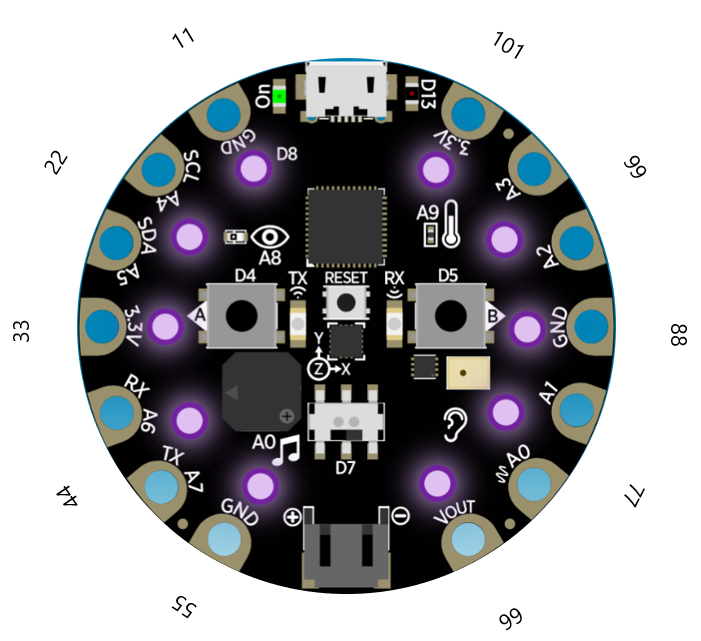 11
101
On
D13
GND
D8
3.3V
22
SCL
A4
A3
99
SDA
A5
A8
A9
A2
33
3.3V
D4
TX
RESET
RX
D5
GND
88
A
B
Y
Z
X
RX
A6
A1
A0
D7
A0
44
TX
A7
77
GND
VOUT
55
66